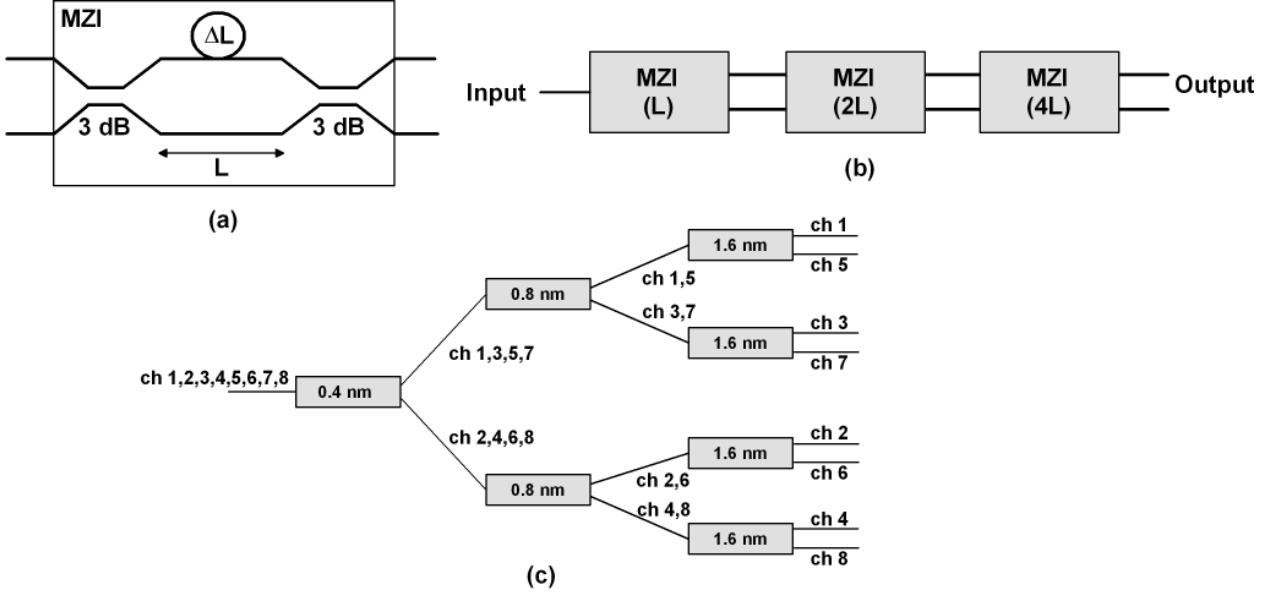 MZI
ΔL
3 dB
3 dB
L
(a)
Input
MZI
(L)
MZI
(2L)
MZI
(4L)
Output
(b)
ch 1,2,3,4,5,6,7,8
0.4 nm
ch 1,3,5,7
ch 2,4,6,8
0.8 nm
0.8 nm
ch 1,5
ch 3,7
ch 2,6
ch 4,8
1.6 nm
ch 1
ch 5
1.6 nm
ch 3
ch 7
1.6 nm
ch 2
ch 6
1.6 nm
ch 4
ch 8
(c)